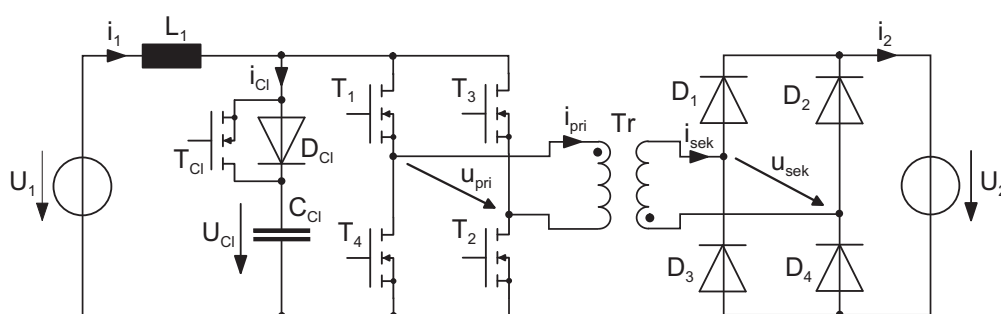 i1
L1
iCl
T1
T3
D1
D2
i2
TCl
DCl
ipri
Tr
isek
U1
upri
usek
U2
CCl
UCl
T4
T2
D3
D4